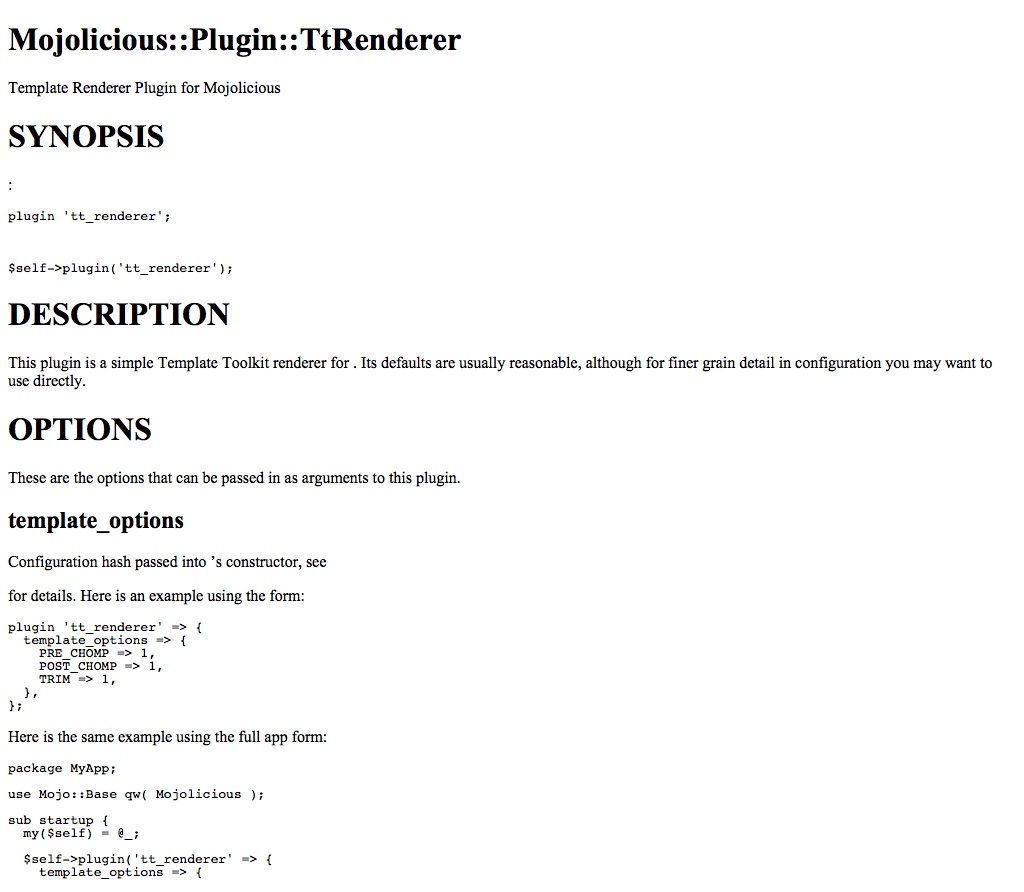 Mojolicious::Plugin::TtRenderer
Template Renderer Plugin for Mojolicious
SYNOPSIS
:
plugin 'tt_renderer';
$self->plugin('tt_renderer');
DESCRIPTION
This plugin is a simple Template Toolkit renderer for . Its defaults are usually reasonable, although for finer grain detail in configuration you may want to
use directly.
OPTIONS
These are the options that can be passed in as arguments to this plugin.
template_options
Configuration hash passed into ’s constructor, see
for details. Here is an example using the form:
plugin 'tt_renderer' => {
  template_options => {
    PRE_CHOMP => 1,
    POST_CHOMP => 1,
    TRIM => 1,
  },
};
Here is the same example using the full app form:
package MyApp;
use Mojo::Base qw( Mojolicious );
sub startup {
  my($self) = @_;
  $self->plugin('tt_renderer' => {
    template_options => {